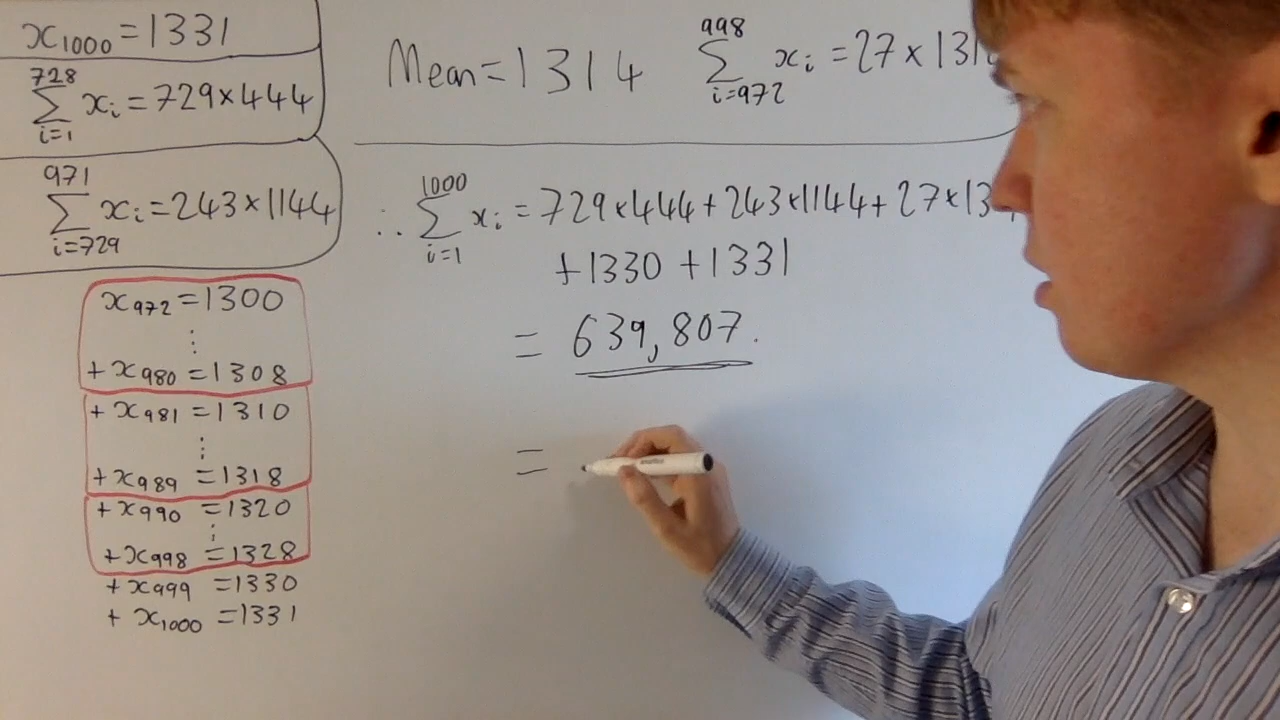 x₁₀₀₀ = 1331
728
∑ xᵢ = 729 × 444
i=1
971
∑ xᵢ = 243 × 1144
i=729
x₉₇₂ = 1300
⋮
+ x₉₈₀ = 1308
+ x₉₈₁ = 1310
⋮
+ x₉₈₉ = 1318
+ x₉₉₀ = 1320
⋮
+ x₉₉₈ = 1328
+ x₉₉₉ = 1330
+ x₁₀₀₀ = 1331
Mean = 1314
998
∑ xᵢ = 27 ×
i=972
1000
∴ ∑ xᵢ = 729×444 + 243×1144 + 27×
i=1
+1330 +1331
= 639,807.
=